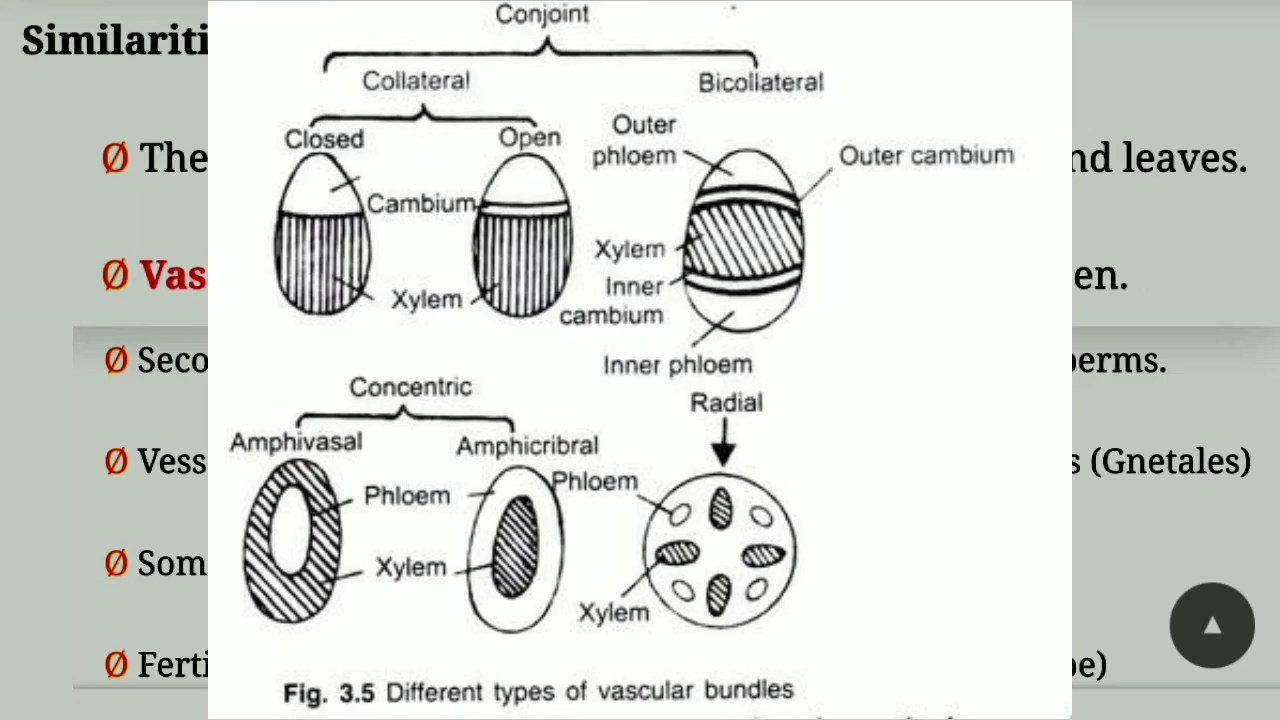 Similariti
Ø The
nd leaves.
Ø Vas
en.
Ø Seco
perms.
Ø Vess
s (Gnetales)
Ø Som
Ø Ferti
pe)
Conjoint
Collateral
Bicollateral
Closed
Open
Outer
phloem
Outer cambium
Cambium
Xylem
Xylem
Inner
cambium
Inner phloem
Concentric
Radial
Amphivasal
Amphicribral
Phloem
Phloem
Xylem
Xylem
Fig. 3.5 Different types of vascular bundles